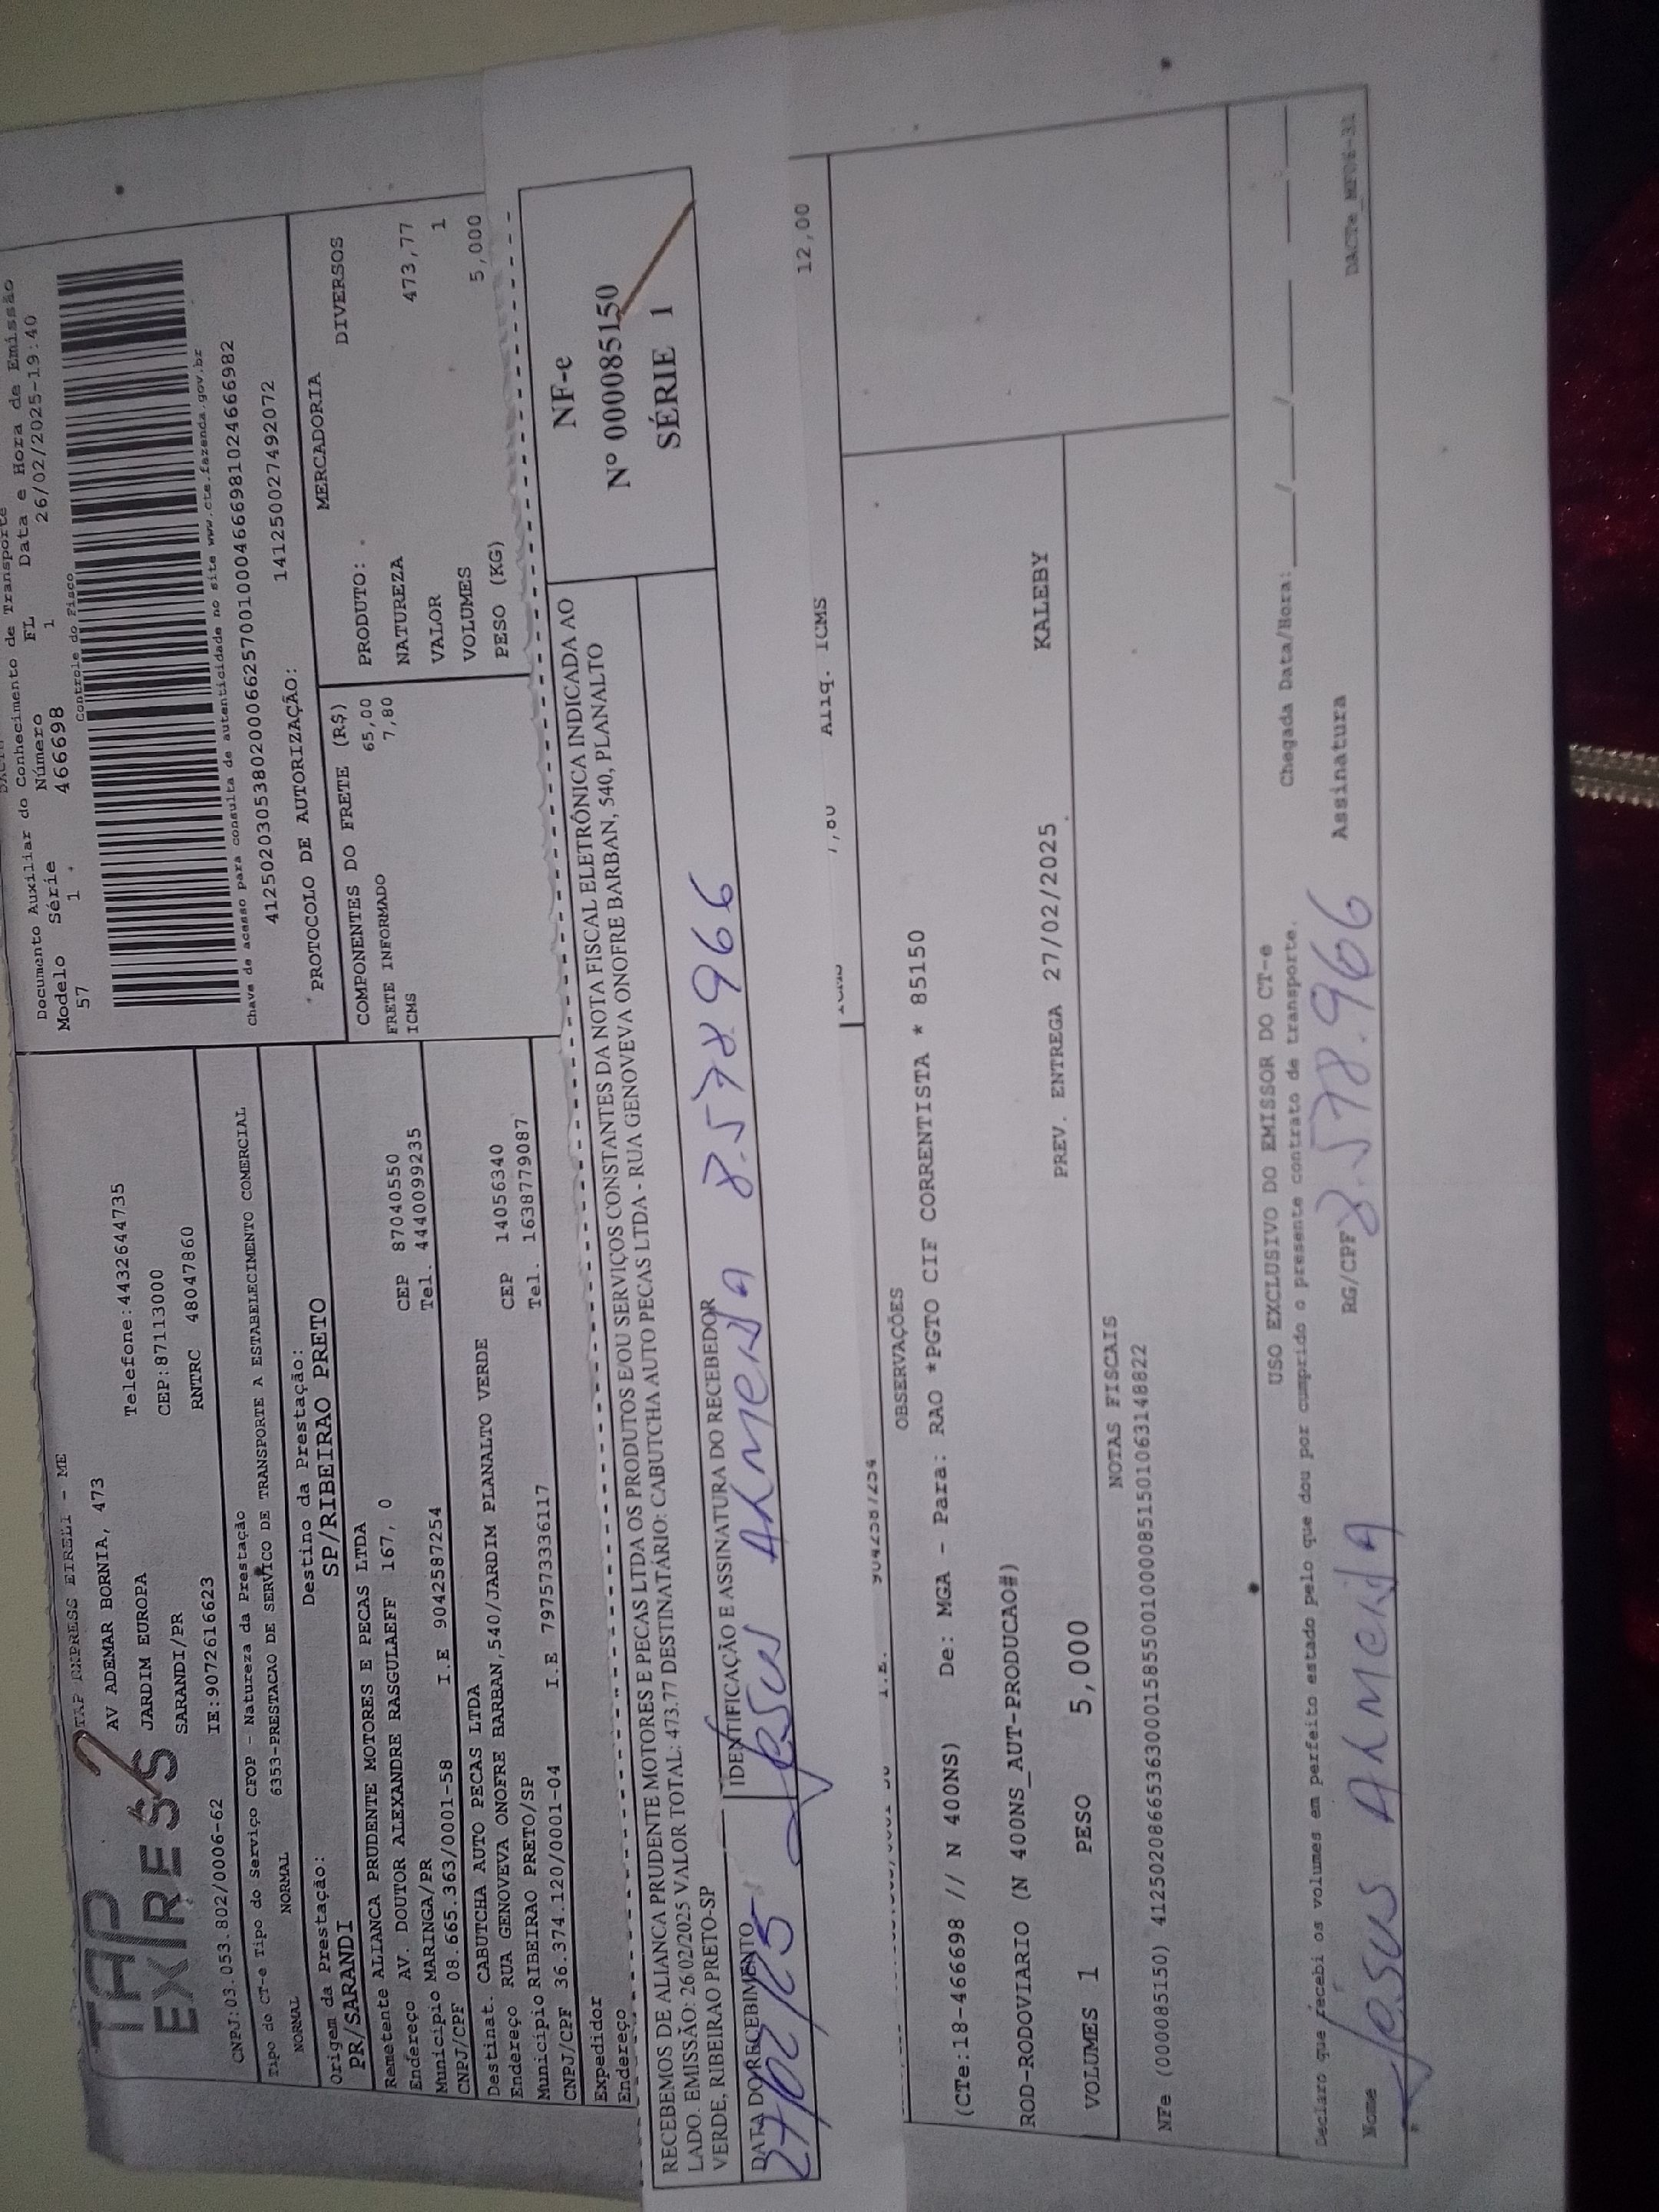 Documento Auxiliar do Conhecimento de Transporte
Modelo Série Número FL Data e Hora de Emissão
57 1 466698 1 26/02/2025-19:40
Controle do Fisco
Chave de acesso para consulta de autenticidade no site www.cte.fazenda.gov.br
41250203053802000662570010004666981024666982
PROTOCOLO DE AUTORIZAÇÃO: 141250027492072
TAP EXPRESS
TAP EXPRESS EIRELI - ME
AV ADEMAR BORNIA, 473
JARDIM EUROPA
SARANDI/PR
Telefone:4432644735
CEP:87113000
CNPJ:03.053.802/0006-62 IE:9072616623 RNTRC 48047860
Tipo do CT-e Tipo do Serviço CFOP - Natureza da Prestação
NORMAL NORMAL 6353-PRESTACAO DE SERVICO DE TRANSPORTE A ESTABELECIMENTO COMERCIAL
Origem da Prestação: Destino da Prestação:
PR/SARANDI SP/RIBEIRAO PRETO
Remetente ALIANCA PRUDENTE MOTORES E PECAS LTDA
Endereço AV. DOUTOR ALEXANDRE RASGULAEFF 167, 0
Município MARINGA/PR CEP 87040550
CNPJ/CPF 08.665.363/0001-58 I.E 9042587254 Tel. 4440099235
Destinat. CABUTCHA AUTO PECAS LTDA
Endereço RUA GENOVEVA ONOFRE BARBAN,540/JARDIM PLANALTO VERDE
Município RIBEIRAO PRETO/SP CEP 14056340
CNPJ/CPF 36.374.120/0001-04 I.E 797573336117 Tel. 16387779087
Expedidor
Endereço
COMPONENTES DO FRETE (R$)
FRETE INFORMADO 65,00
ICMS 7,80
MERCADORIA
PRODUTO: DIVERSOS
NATUREZA
VALOR 473,77
VOLUMES 1
PESO (KG) 5,000
RECEBEMOS DE ALIANCA PRUDENTE MOTORES E PECAS LTDA OS PRODUTOS E/OU SERVIÇOS CONSTANTES DA NOTA FISCAL ELETRÔNICA INDICADA AO
LADO. EMISSÃO: 26/02/2025 VALOR TOTAL: 473.77 DESTINATÁRIO: CABUTCHA AUTO PECAS LTDA - RUA GENOVEVA ONOFRE BARBAN, 540, PLANALTO
VERDE, RIBEIRAO PRETO-SP
NF-e
Nº 000085150
SÉRIE 1
DATA DO RECEBIMENTO IDENTIFICAÇÃO E ASSINATURA DO RECEBEDOR
27/02/25 Jesus Almeida 8.578966
Aliq. ICMS 12,00
OBSERVAÇÕES
(CTe:18-466698 // N 400NS) De: MGA - Para: RAO *PGTO CIF CORRENTISTA * 85150
ROD-RODOVIARIO (N 400NS_AUT-PRODUCAO#) KALEBY
VOLUMES 1 PESO 5,000 PREV. ENTREGA 27/02/2025
NOTAS FISCAIS
NFe (000085150) 41250208665363000158550010000851501063148822
USO EXCLUSIVO DO EMISSOR DO CT-e
Declaro que recebi os volumes em perfeito estado pelo que dou por cumprido o presente contrato de transporte. Chegada Data/Hora: / /
Nome Jesus Almeida RG/CPF 8.578.966 Assinatura
DACTe_MF06-31